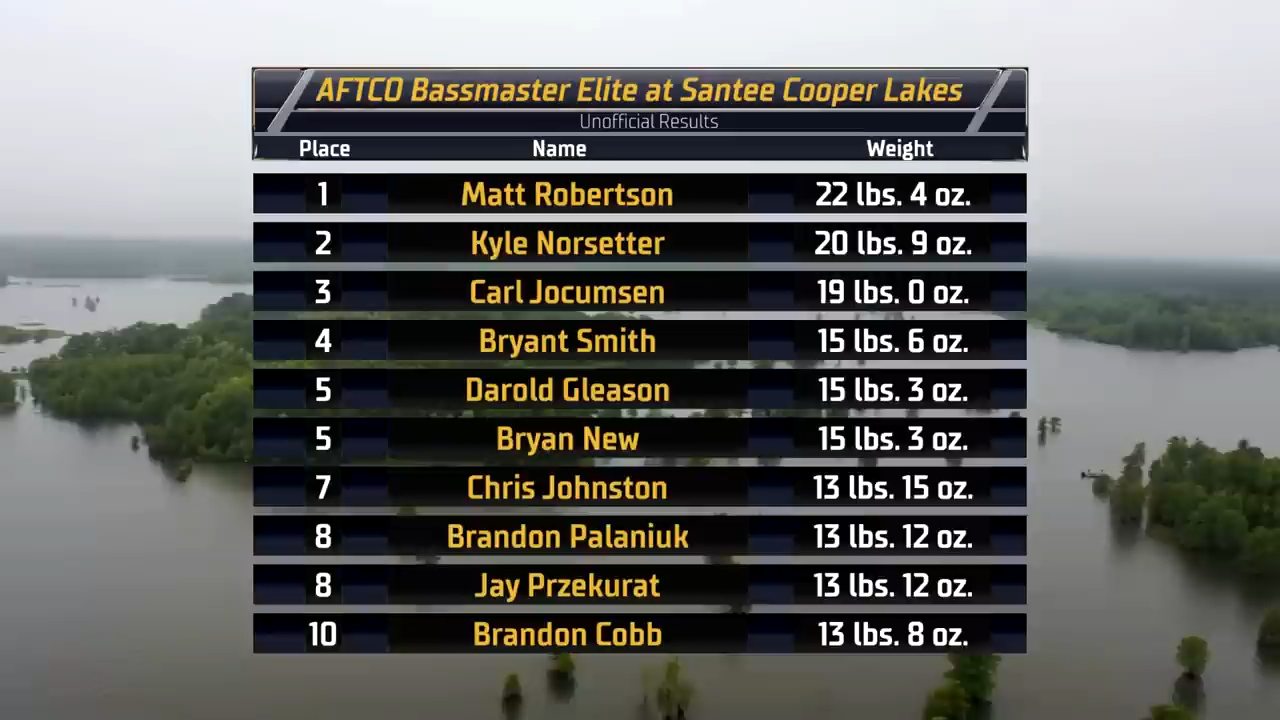 AFTCO Bassmaster Elite at Santee Cooper Lakes
Unofficial Results
Place Name Weight
1 Matt Robertson 22 lbs. 4 oz.
2 Kyle Norsetter 20 lbs. 9 oz.
3 Carl Jocumsen 19 lbs. 0 oz.
4 Bryant Smith 15 lbs. 6 oz.
5 Darold Gleason 15 lbs. 3 oz.
5 Bryan New 15 lbs. 3 oz.
7 Chris Johnston 13 lbs. 15 oz.
8 Brandon Palaniuk 13 lbs. 12 oz.
8 Jay Przekurat 13 lbs. 12 oz.
10 Brandon Cobb 13 lbs. 8 oz.